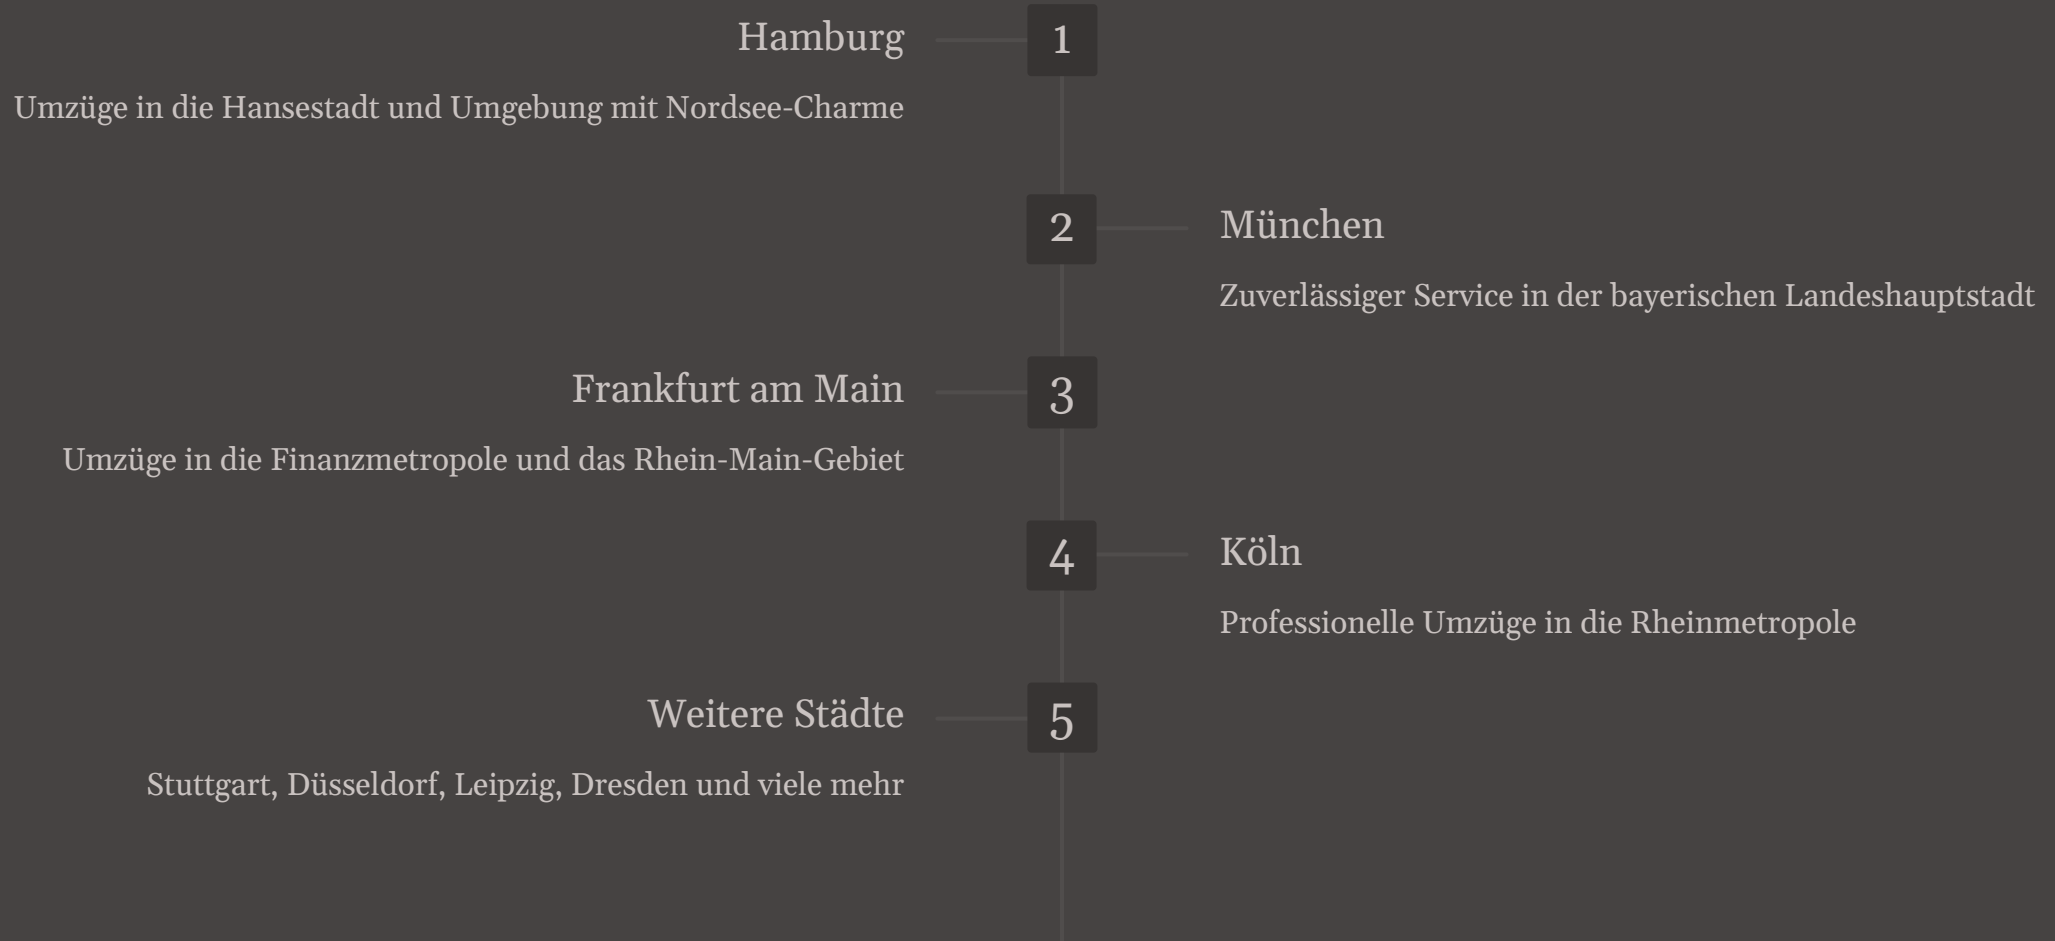 Hamburg
1
Umzüge in die Hansestadt und Umgebung mit Nordsee-Charme
2
München
Zuverlässiger Service in der bayerischen Landeshauptstadt
Frankfurt am Main
3
Umzüge in die Finanzmetropole und das Rhein-Main-Gebiet
4
Köln
Professionelle Umzüge in die Rheinmetropole
Weitere Städte
5
Stuttgart, Düsseldorf, Leipzig, Dresden und viele mehr